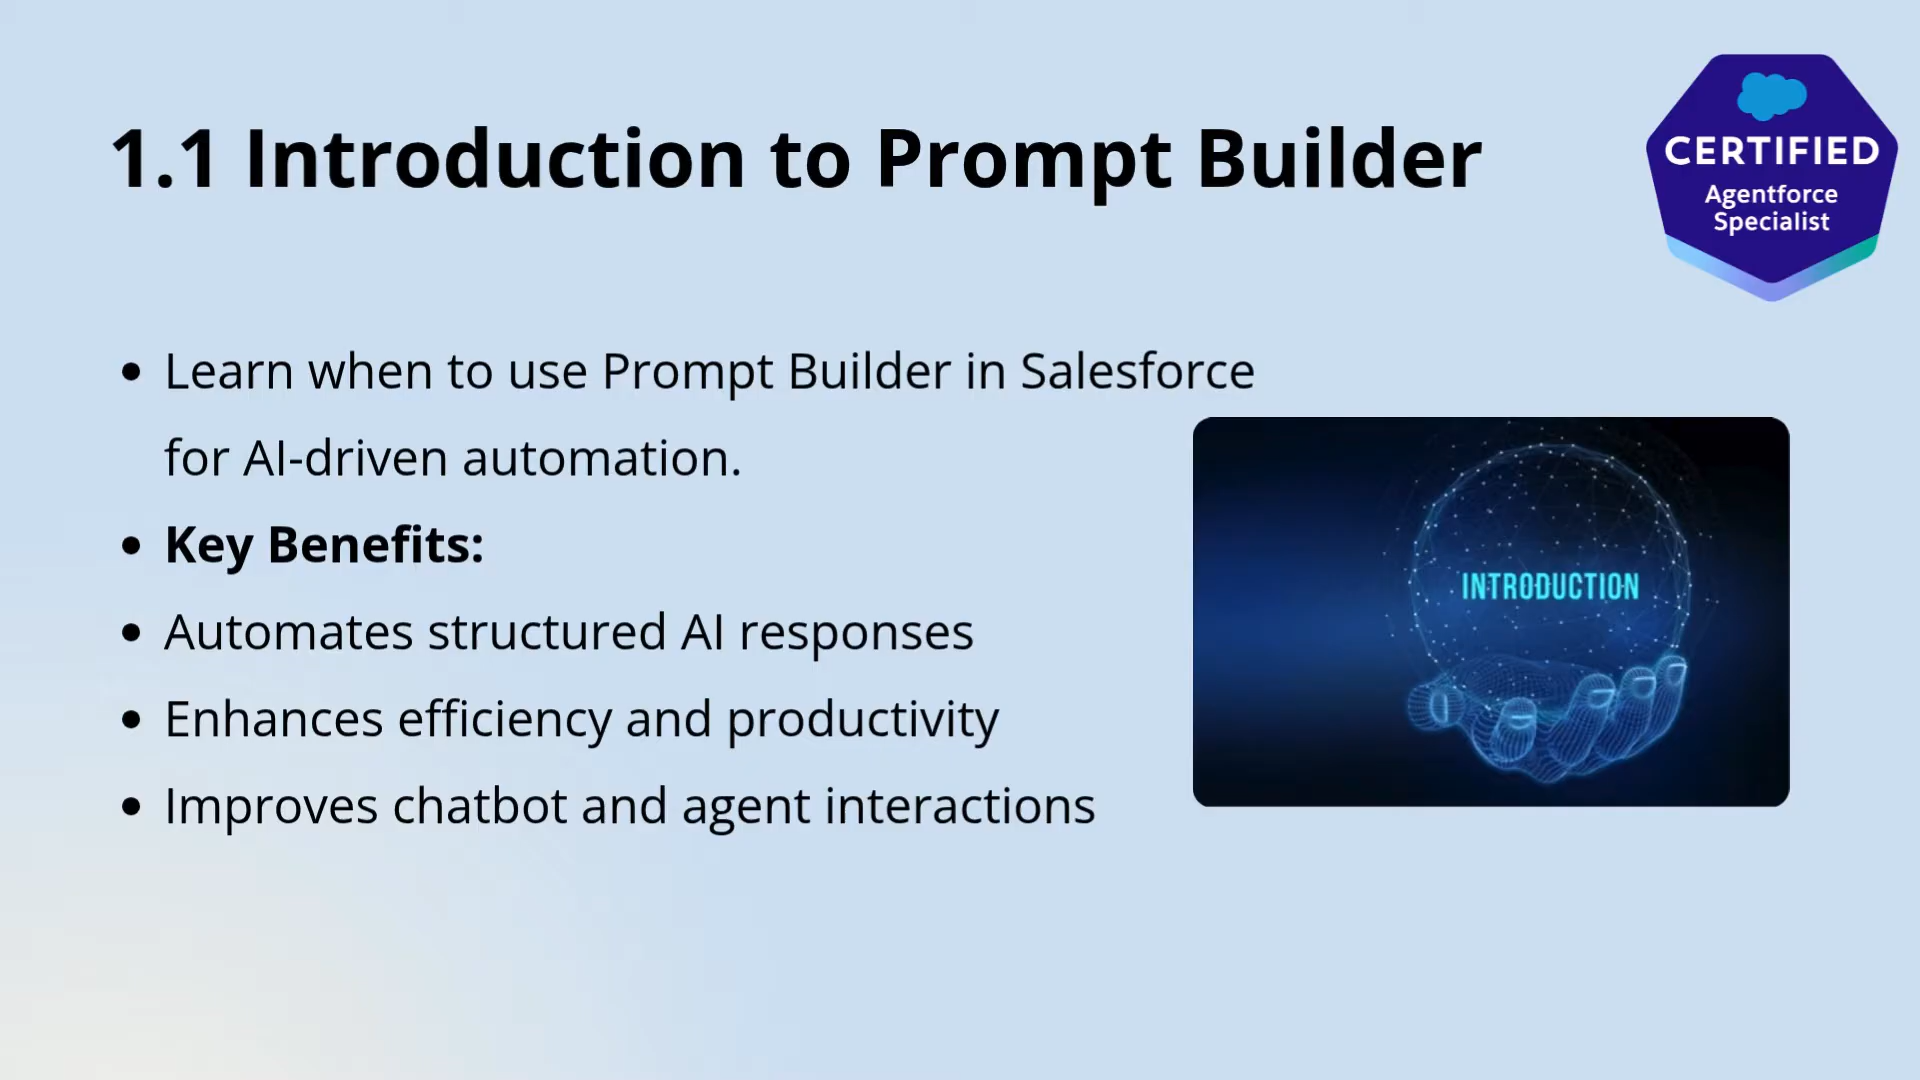 1.1 Introduction to Prompt Builder
CERTIFIED
Agentforce
Specialist
• Learn when to use Prompt Builder in Salesforce
for AI-driven automation.
• Key Benefits:
• Automates structured AI responses
• Enhances efficiency and productivity
• Improves chatbot and agent interactions
INTRODUCTION